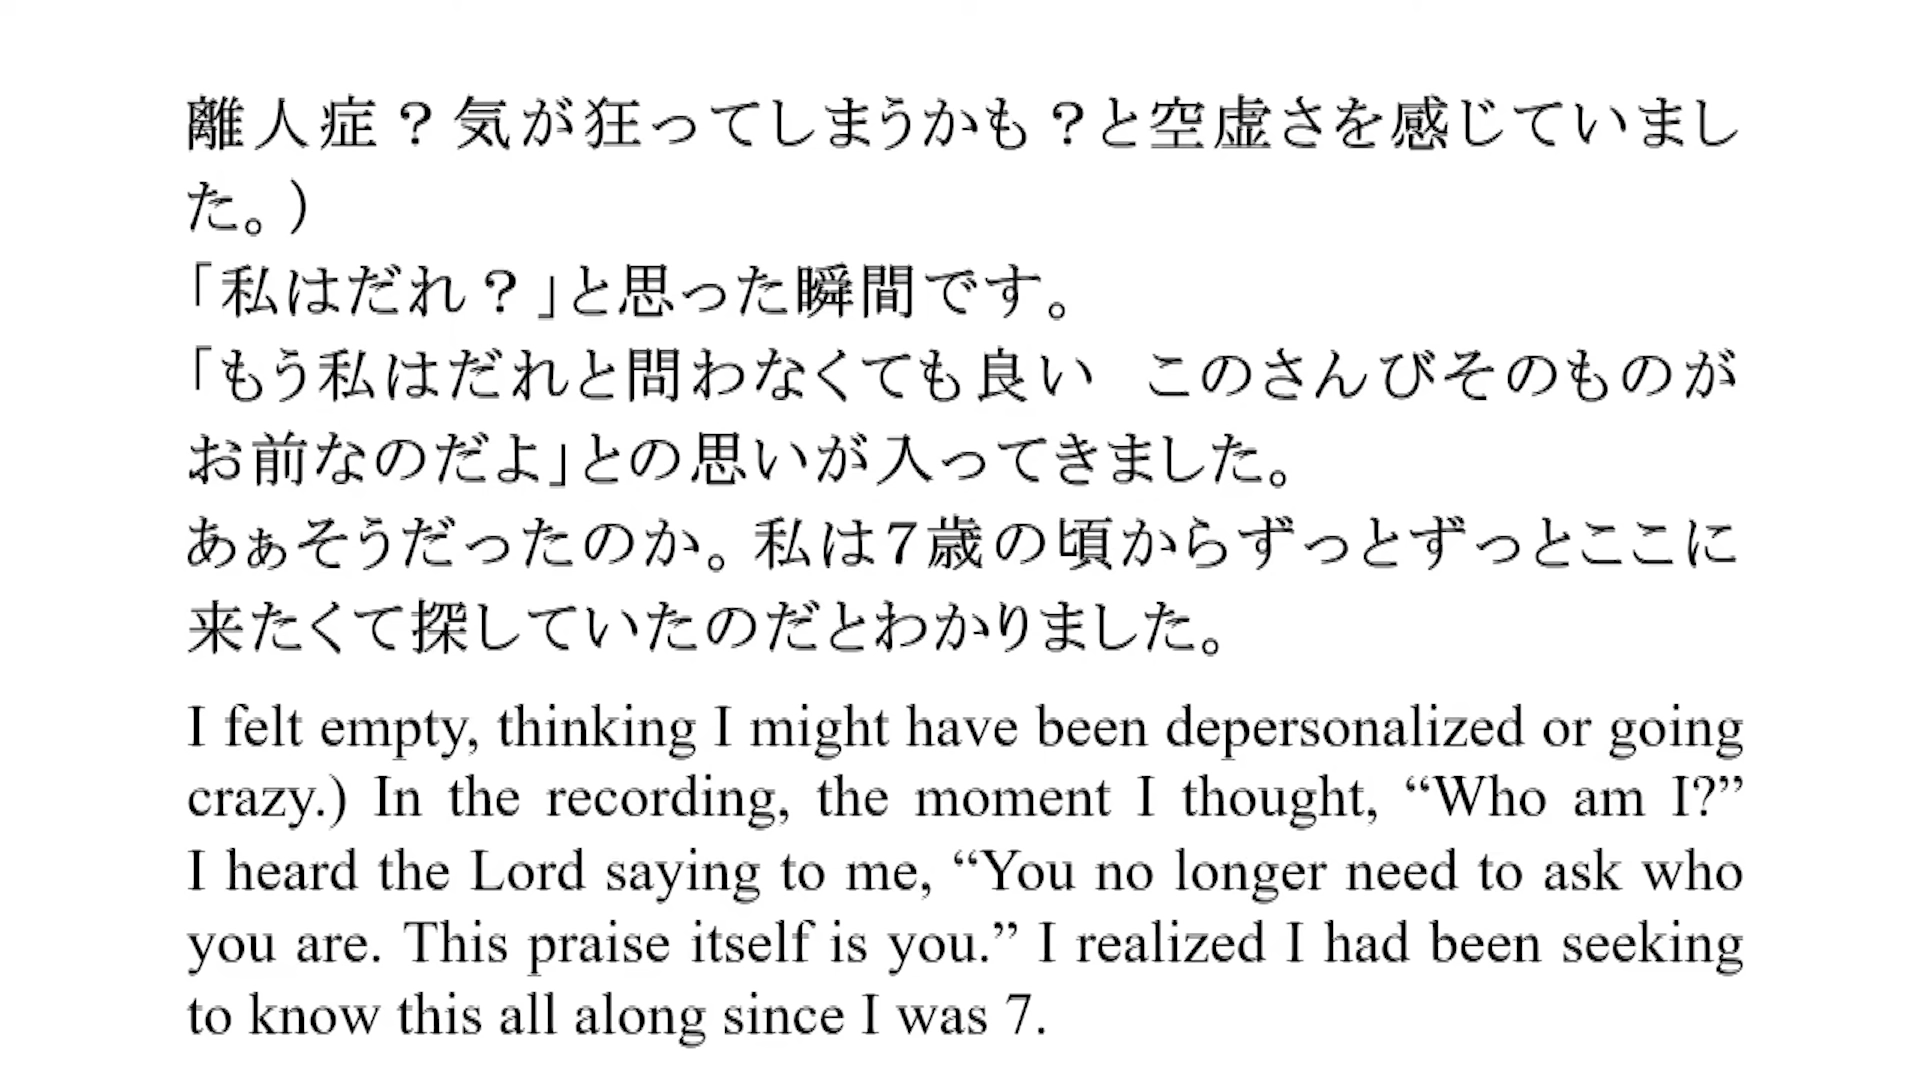 離人症？気が狂ってしまうかも？と空虚さを感じていまし
た。）
「私はだれ？」と思った瞬間です。
「もう私はだれと問わなくても良い　このさんびそのものが
お前なのだよ」との思いが入ってきました。
あぁそうだったのか。私は７歳の頃からずっとずっとここに
来たくて探していたのだとわかりました。
I felt empty, thinking I might have been depersonalized or going
crazy.) In the recording, the moment I thought, “Who am I?”
I heard the Lord saying to me, “You no longer need to ask who
you are. This praise itself is you.” I realized I had been seeking
to know this all along since I was 7.